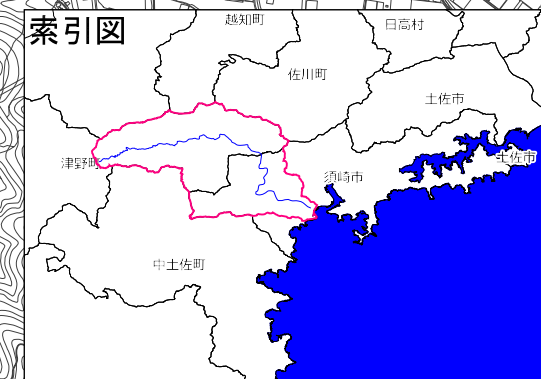 索引図
越知町
日高村
佐川町
土佐市
土佐市
津野町
須崎市
中土佐町